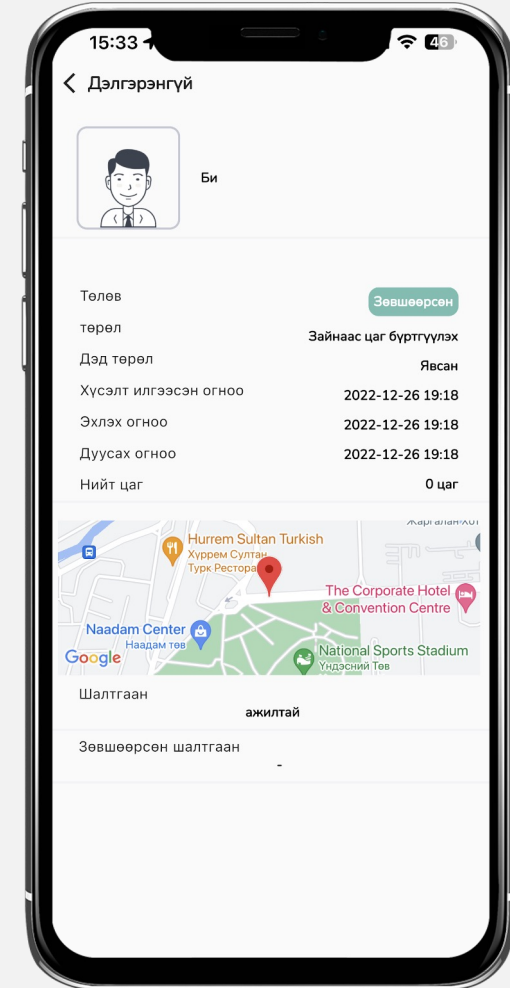 15:33
46
Дэлгэрэнгүй
Би
Төлөв
Зөвшөөрсөн
төрөл
Зайнаас цаг бүртгүүлэх
Дэд төрөл
Явсан
Хүсэлт илгээсэн огноо
2022-12-26 19:18
Эхлэх огноо
2022-12-26 19:18
Дуусах огноо
2022-12-26 19:18
Нийт цаг
0 цаг
Жаргалан хот
Hurrem Sultan Turkish
Хүррем Султан
Турк Рестора
The Corporate Hotel
& Convention Centre
Naadam Center
Наадам төв
Google
National Sports Stadium
Үндэсний Төв
Шалтгаан
ажилтай
Зөвшөөрсөн шалтгаан
-